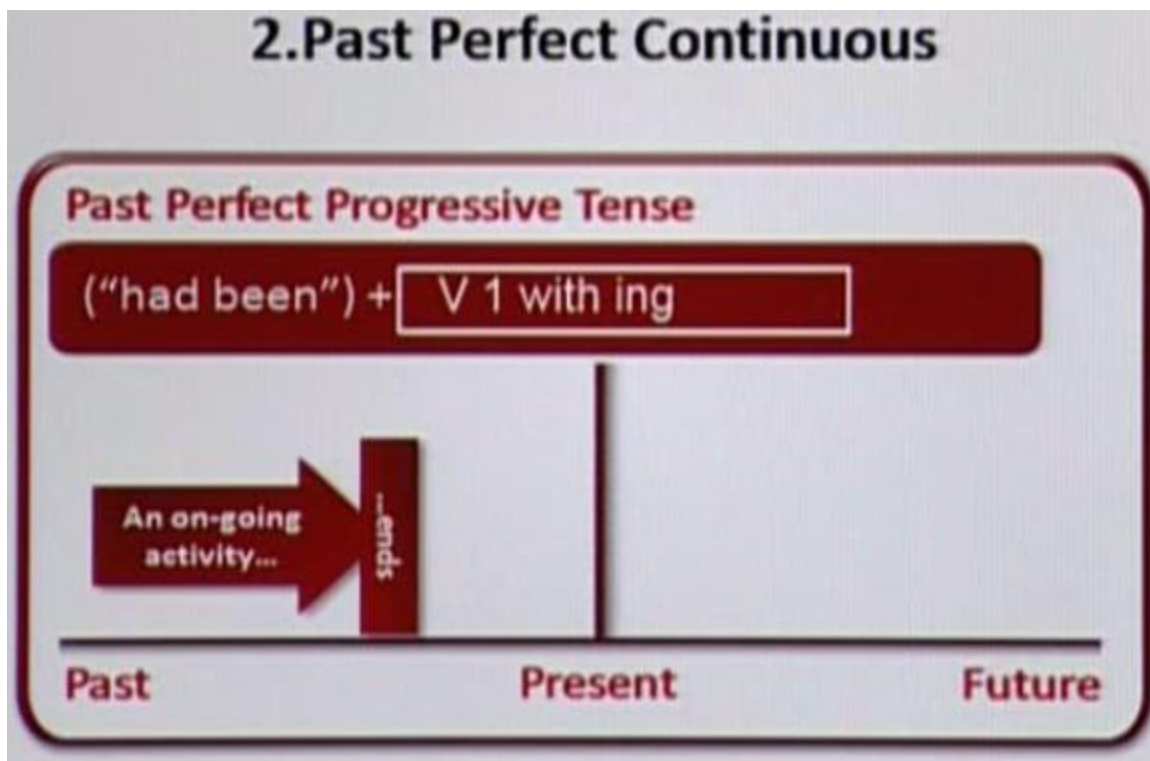 2.Past Perfect Continuous
Past Perfect Progressive Tense
("had been") + V 1 with ing
An on-going
activity...
...ends
Past Present Future